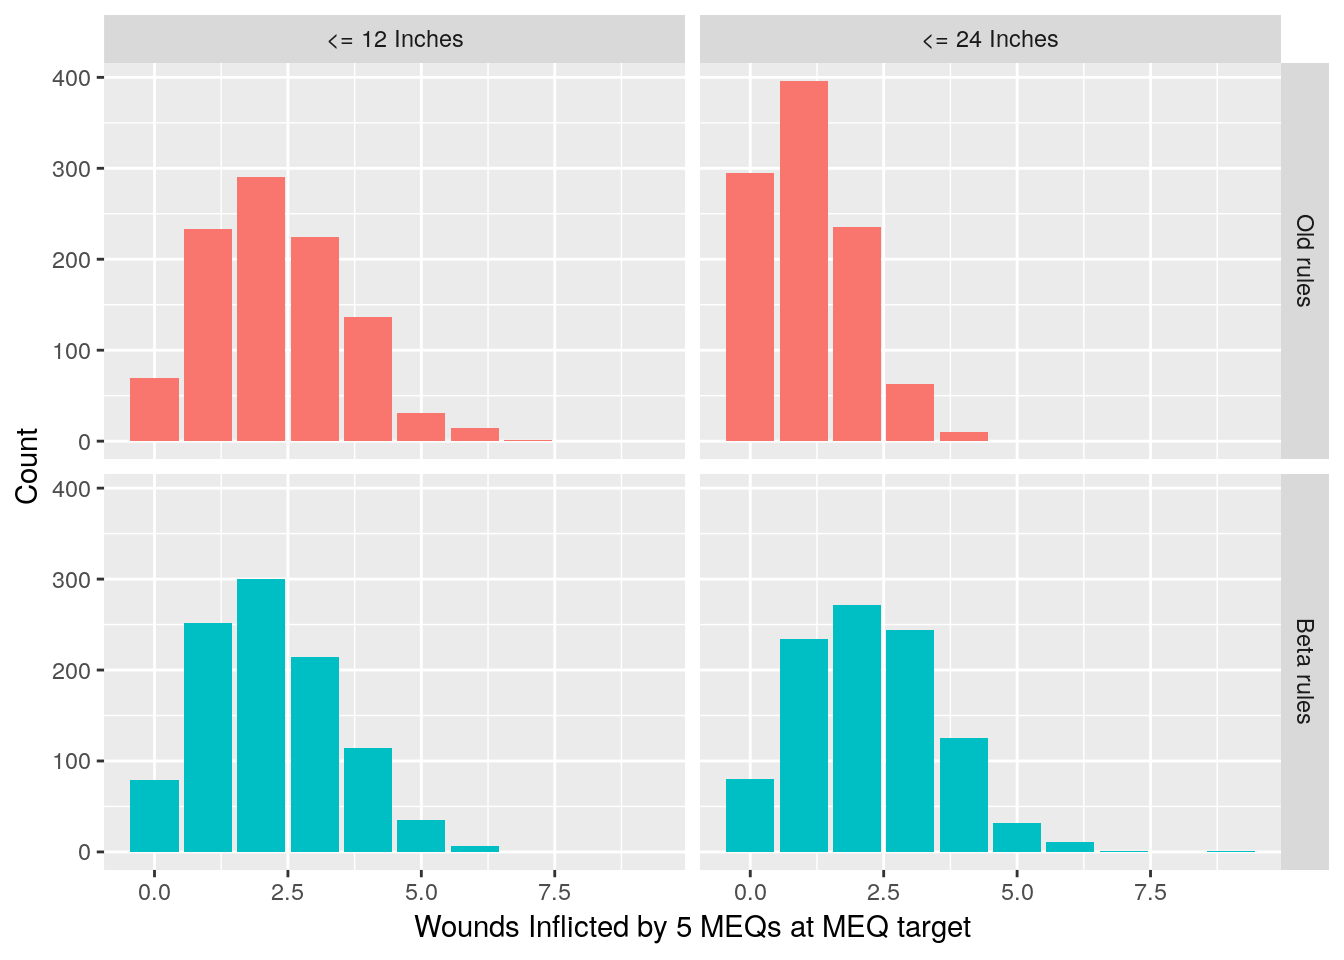 <= 12 Inches
<= 24 Inches
400
300
200
100
0
Old rules
Count
400
300
200
100
0
Beta rules
0.0 2.5 5.0 7.5
0.0 2.5 5.0 7.5
Wounds Inflicted by 5 MEQs at MEQ target